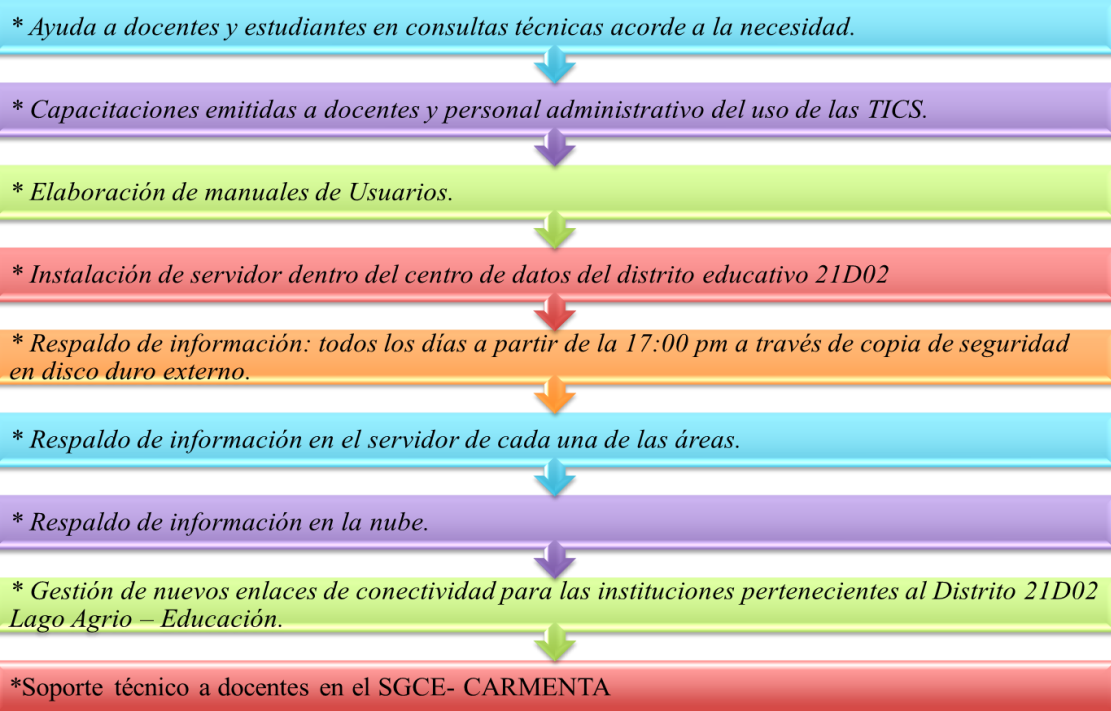 * Ayuda a docentes y estudiantes en consultas técnicas acorde a la necesidad.
* Capacitaciones emitidas a docentes y personal administrativo del uso de las TICS.
* Elaboración de manuales de Usuarios.
* Instalación de servidor dentro del centro de datos del distrito educativo 21D02
* Respaldo de información: todos los días a partir de la 17:00 pm a través de copia de seguridad
en disco duro externo.
* Respaldo de información en el servidor de cada una de las áreas.
* Respaldo de información en la nube.
* Gestión de nuevos enlaces de conectividad para las instituciones pertenecientes al Distrito 21D02
Lago Agrio – Educación.
*Soporte técnico a docentes en el SGCE- CARMENTA